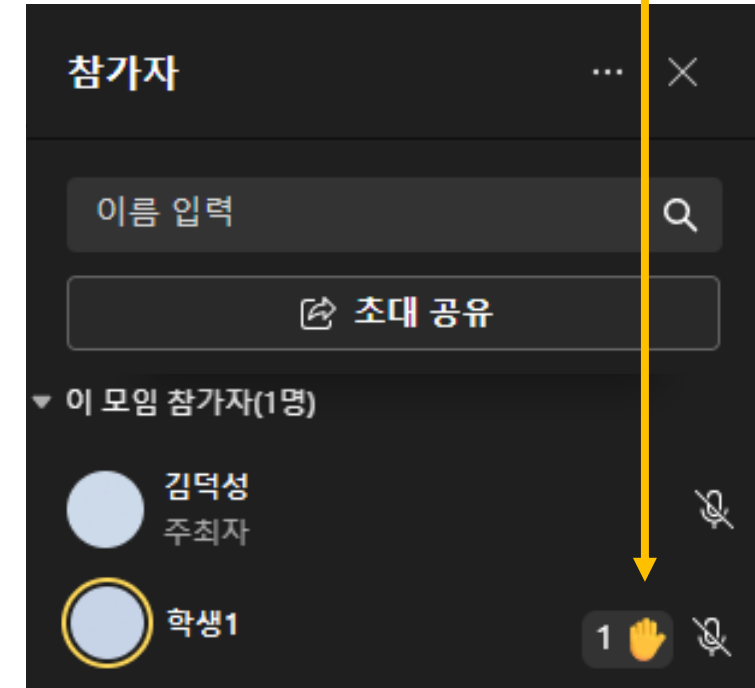 참가자
이름 입력
초대 공유
이 모임 참가자(1명)
김덕성
주최자
학생1
1